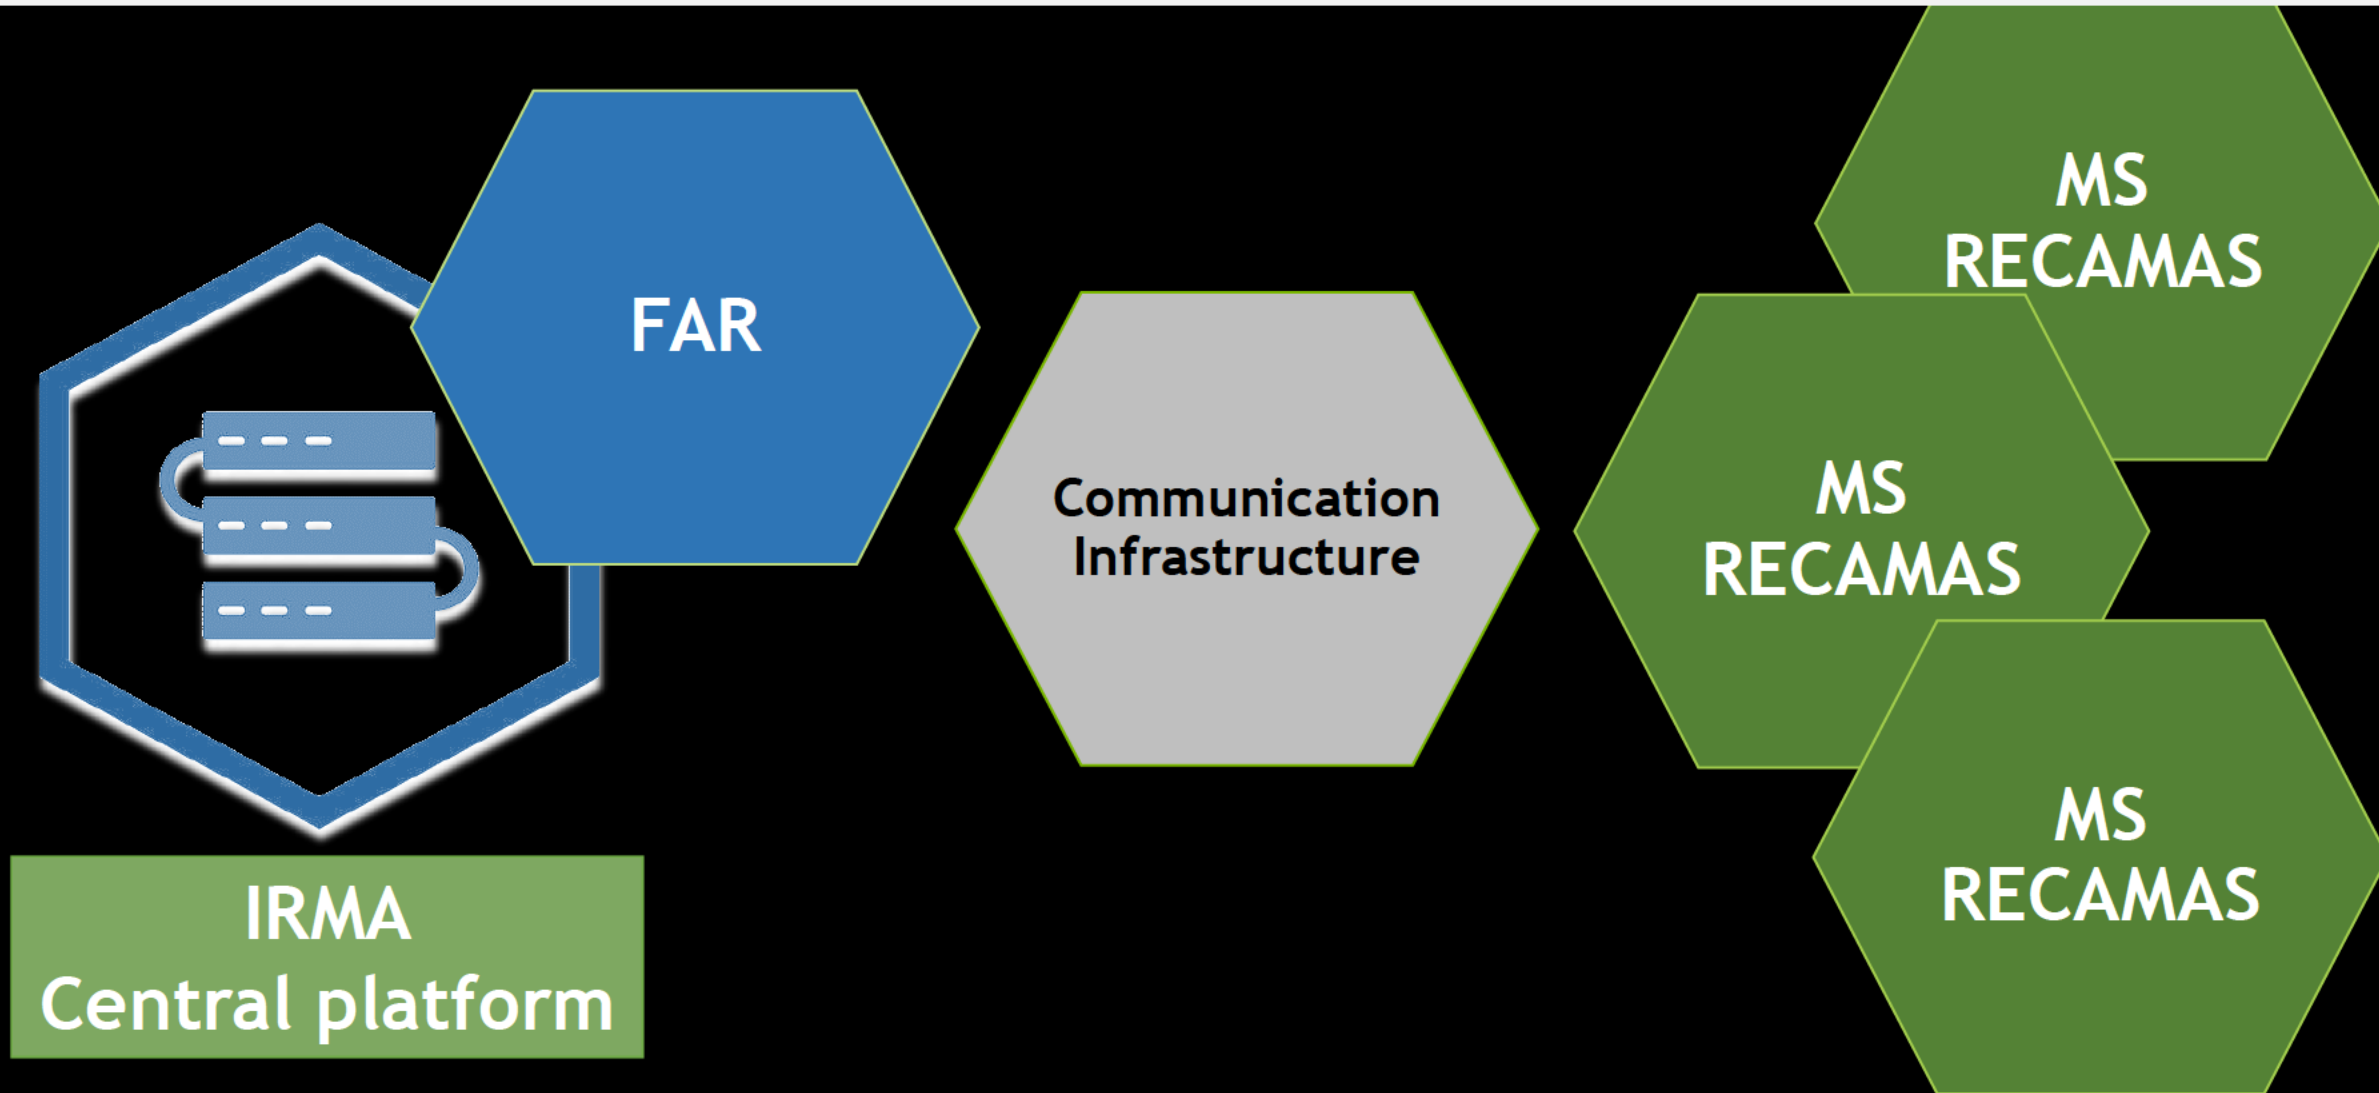 FAR
IRMA
Central platform
Communication
Infrastructure
MS
RECAMAS
MS
RECAMAS
MS
RECAMAS